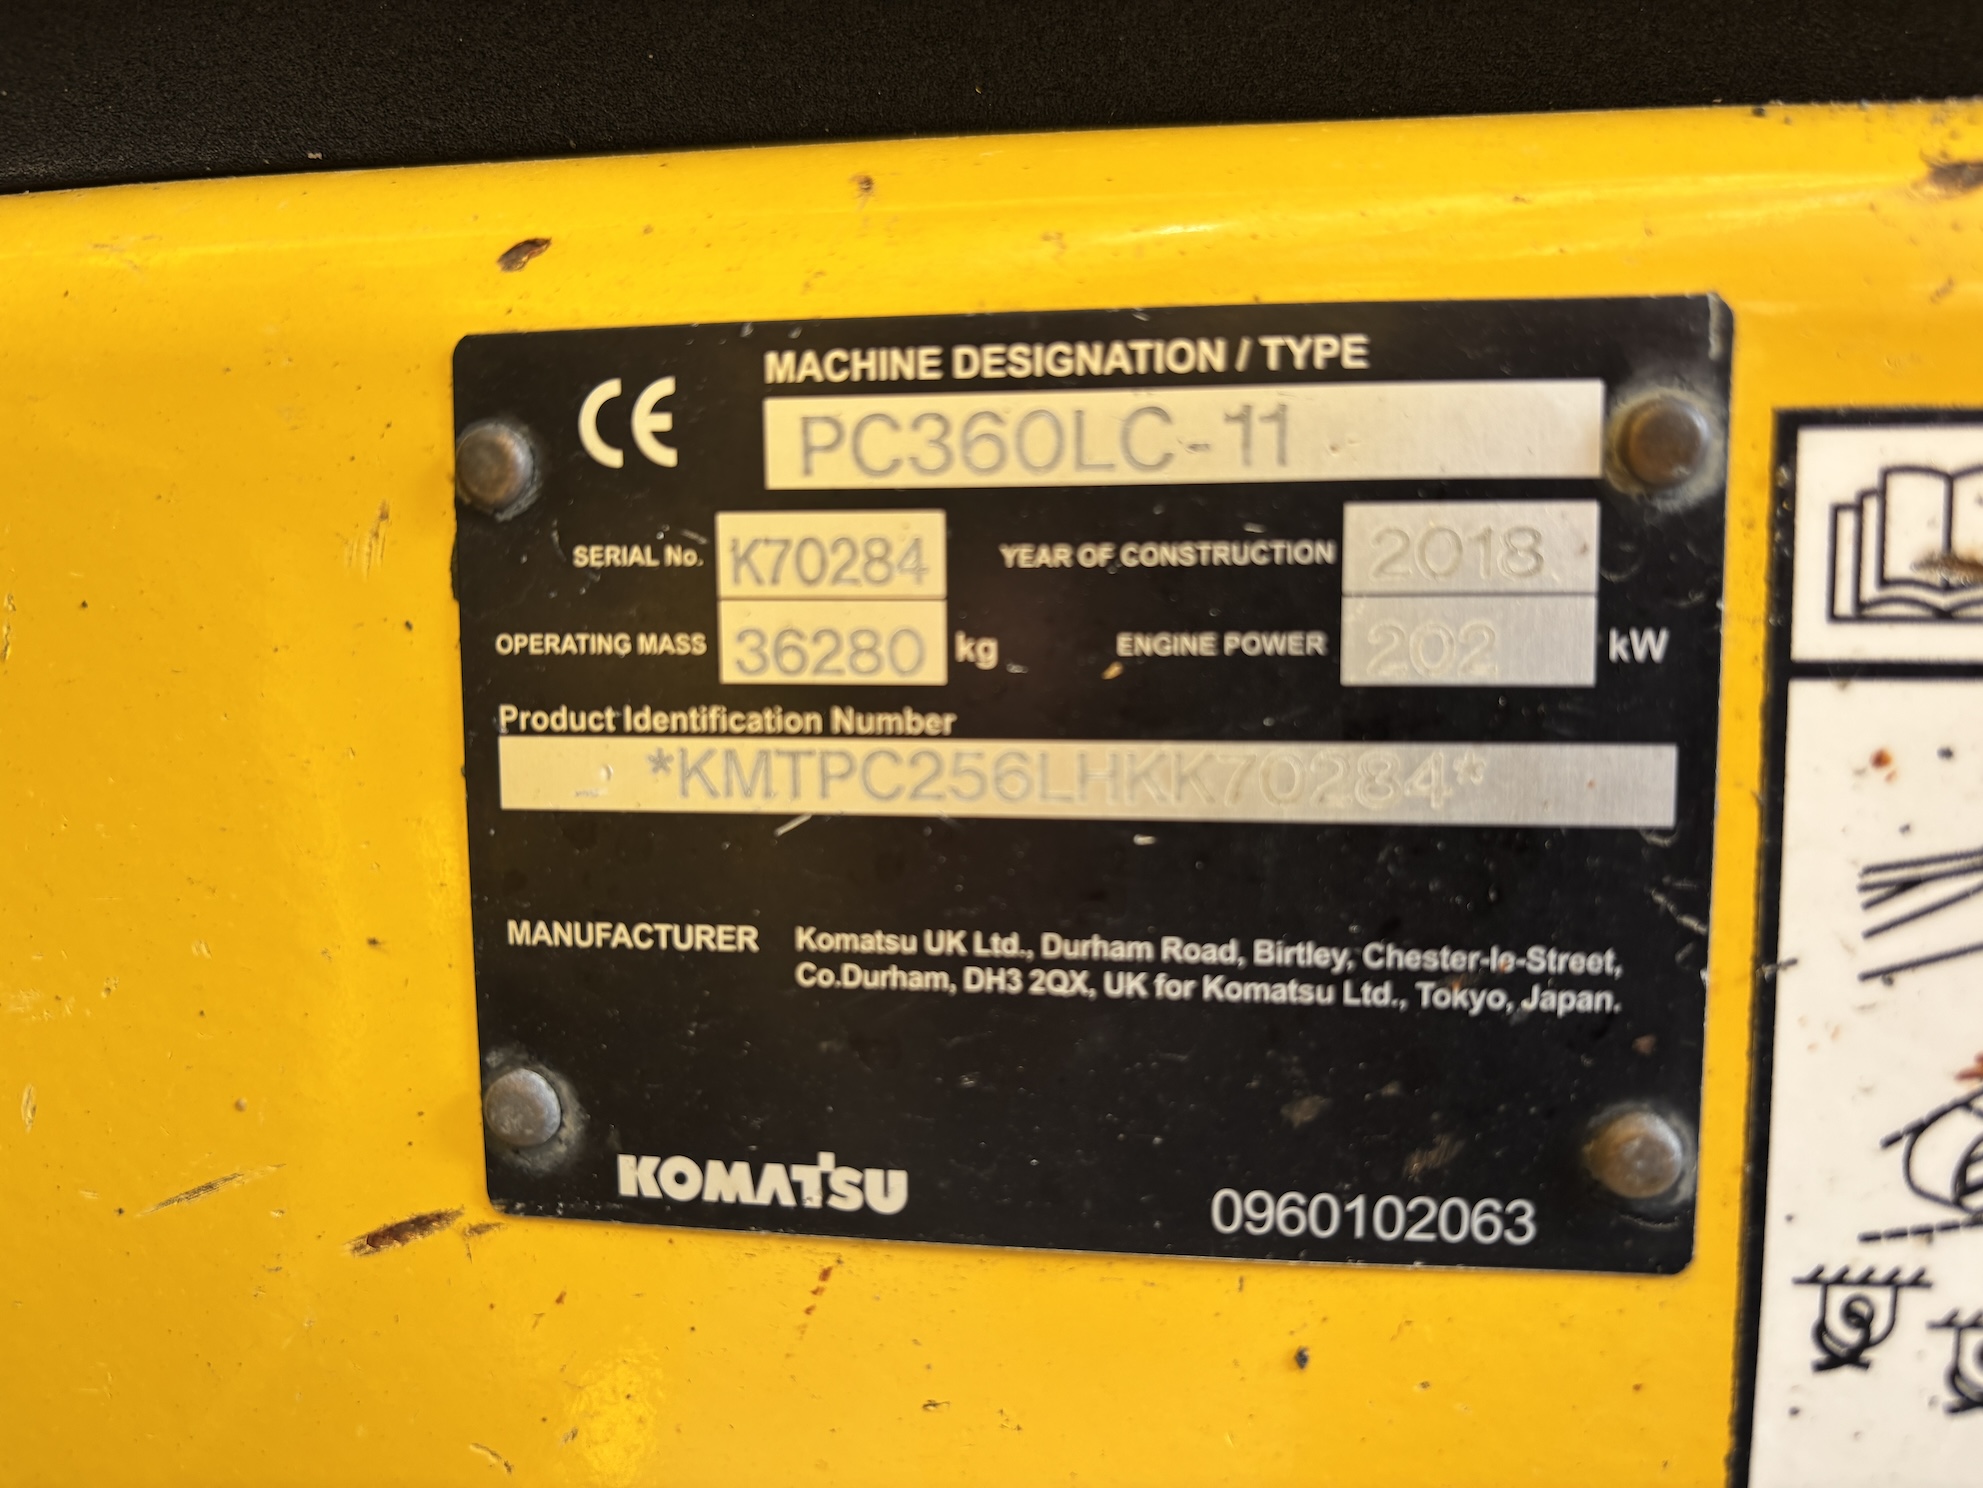 CE
MACHINE DESIGNATION / TYPE
PC360LC-11
SERIAL No. K70284 YEAR OF CONSTRUCTION 2018
OPERATING MASS 36280 kg ENGINE POWER 202 kW
Product Identification Number
*KMTPC256LHKK70284*
MANUFACTURER Komatsu UK Ltd., Durham Road, Birtley, Chester-le-Street,
Co.Durham, DH3 2QX, UK for Komatsu Ltd., Tokyo, Japan.
KOMATSU 0960102063